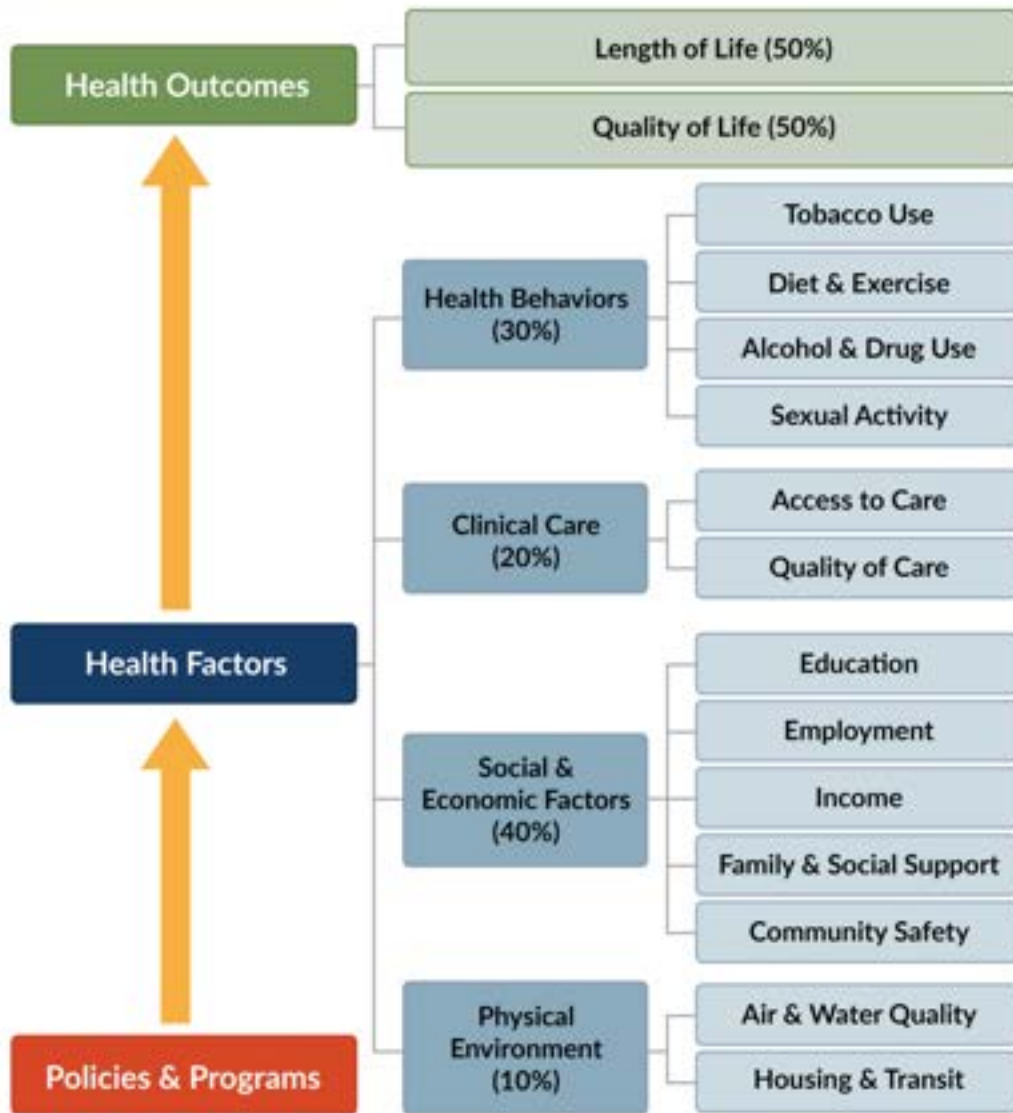 Health Outcomes
Length of Life (50%)
Quality of Life (50%)
Health Factors
Health Behaviors
(30%)
Tobacco Use
Diet & Exercise
Alcohol & Drug Use
Sexual Activity
Clinical Care
(20%)
Access to Care
Quality of Care
Social &
Economic Factors
(40%)
Education
Employment
Income
Family & Social Support
Community Safety
Physical
Environment
(10%)
Air & Water Quality
Housing & Transit
Policies & Programs